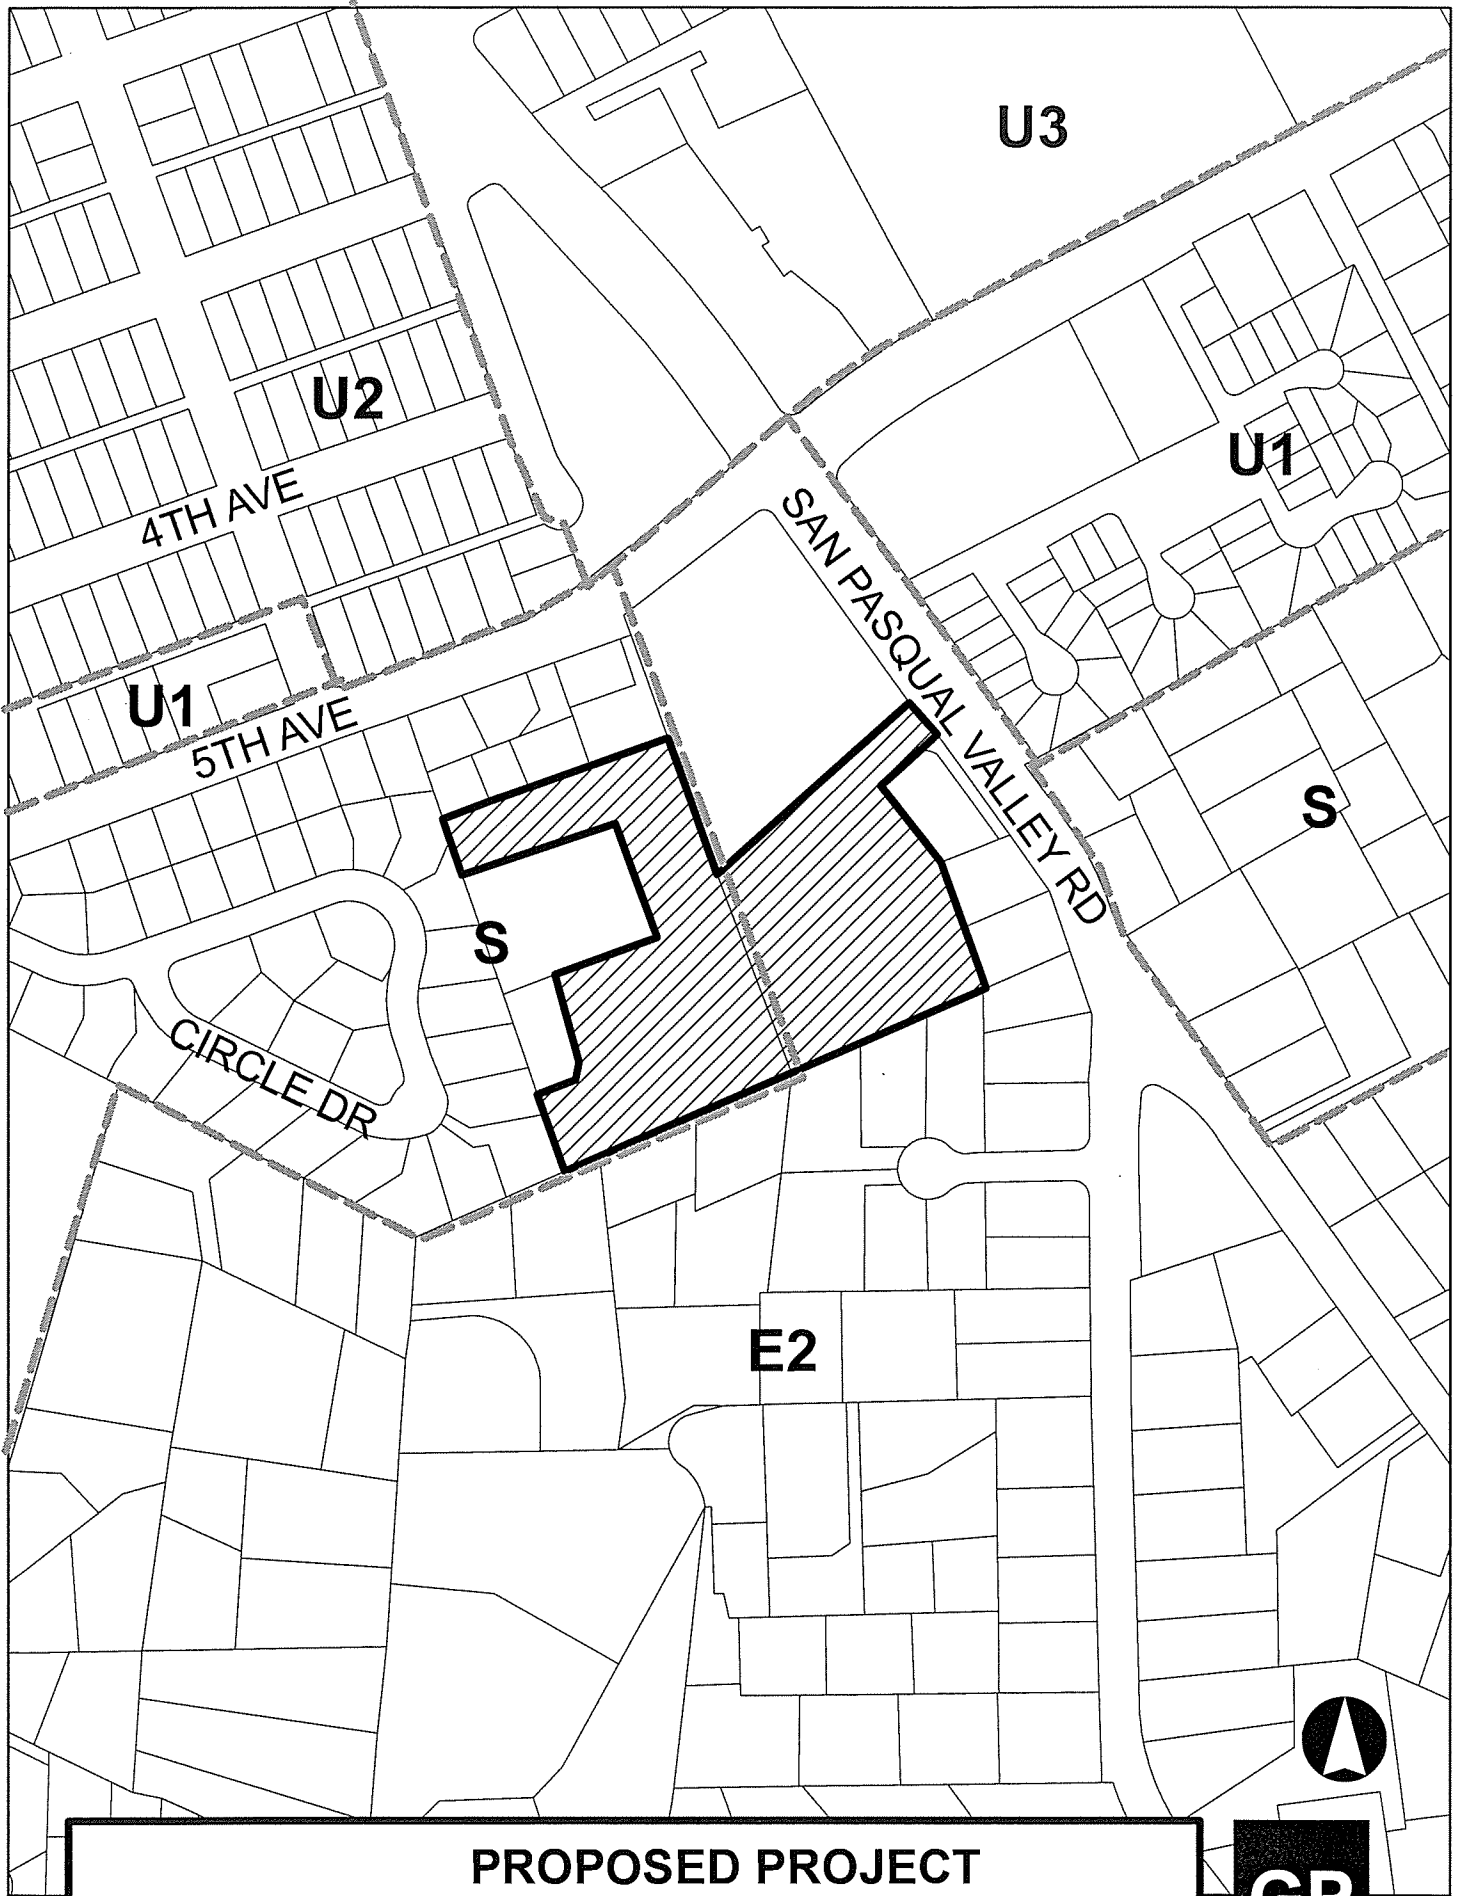 U3
U2
U1
4TH AVE
SAN PASQUAL VALLEY RD
U1
5TH AVE
S
S
CIRCLE DR
E2
PROPOSED PROJECT